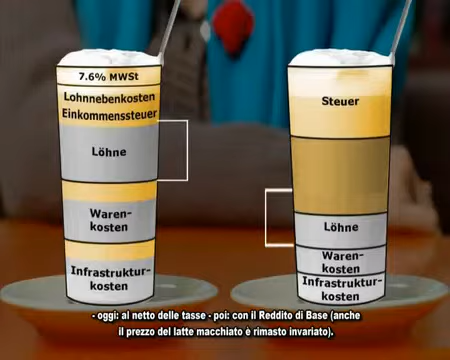 7.6% MWSt
Lohnnebenkosten
Einkommenssteuer
Löhne
Waren-
kosten
Infrastruktur-
kosten
Steuer
Löhne
Waren-
kosten
Infrastruktur-
kosten
- oggi: al netto delle tasse - poi: con il Reddito di Base (anche
il prezzo del latte macchiato è rimasto invariato).